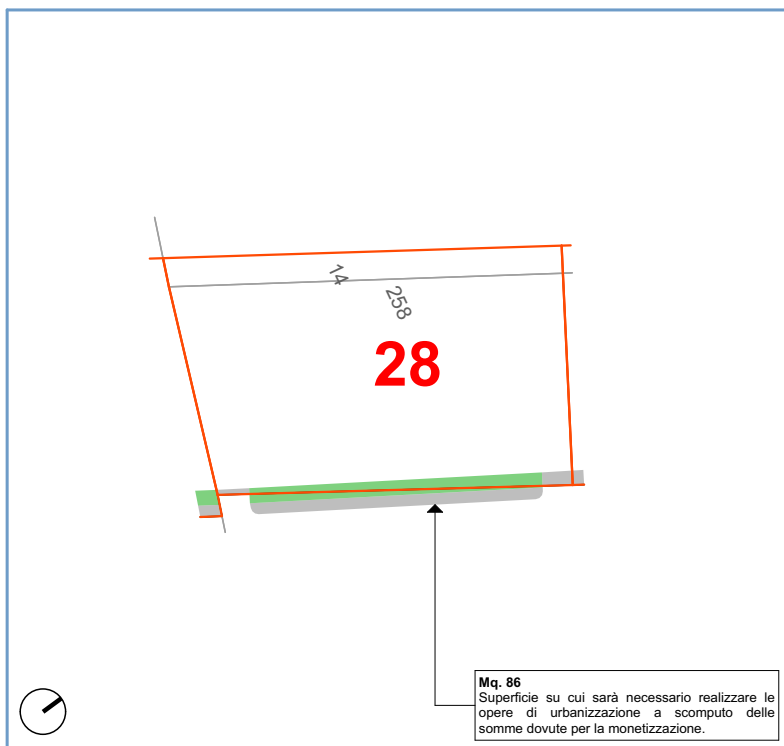 14
258
28
Mq. 86
Superficie su cui sarà necessario realizzare le
opere di urbanizzazione a scomputo delle
somme dovute per la monetizzazione.